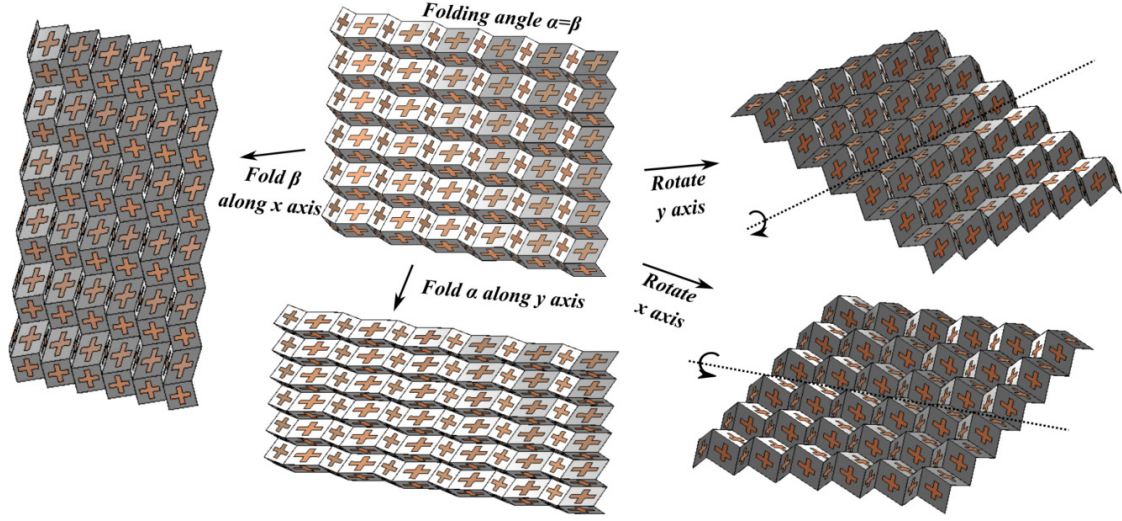 Folding angle α=β
Fold β
along x axis
Rotate
y axis
Fold α along y axis
Rotate
x axis